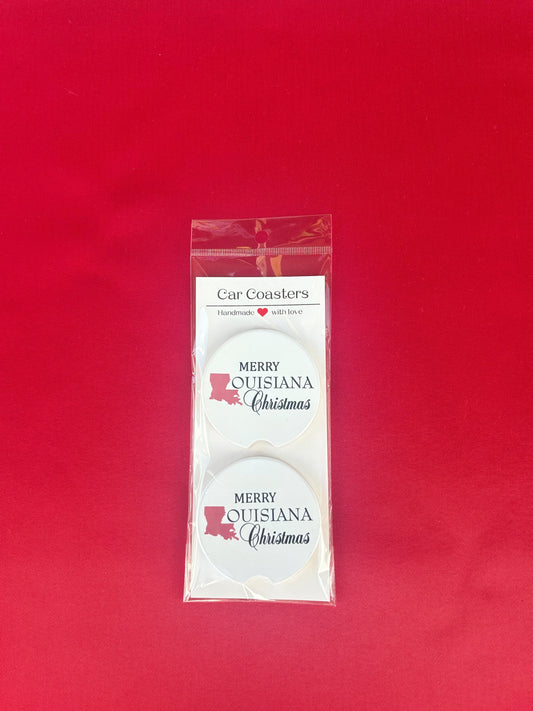 Car Coasters
Handmade ❤ with love
MERRY
OUISIANA
Christmas
MERRY
OUISIANA
Christmas